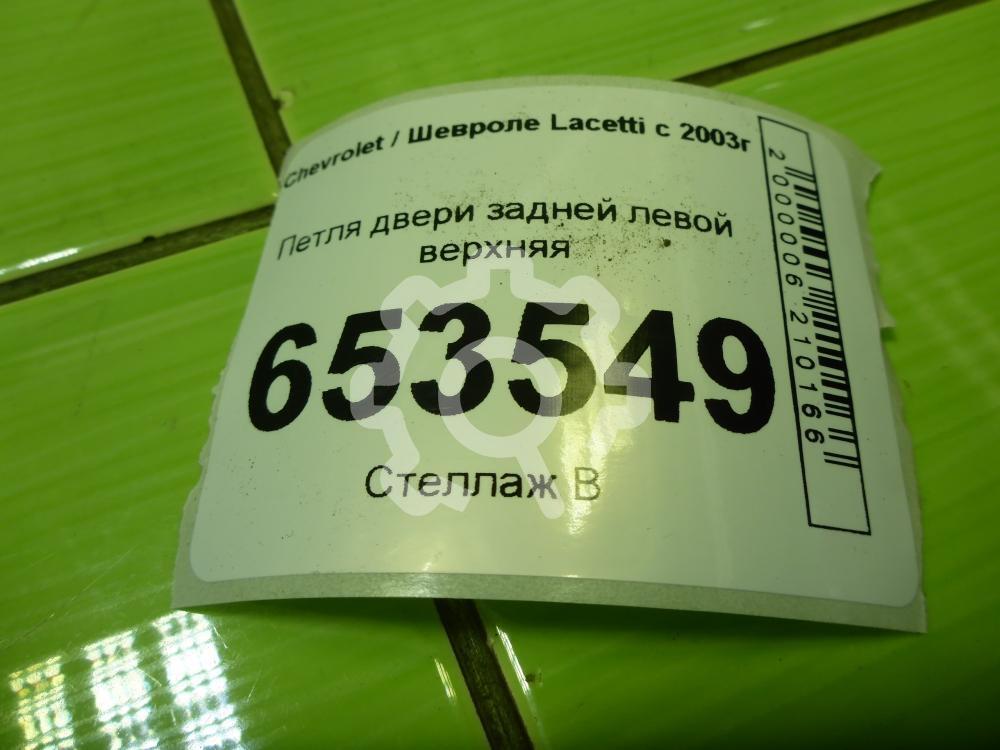 Chevrolet / Шевроле Lacetti с 2003г
Петля двери задней левой
верхняя
653549
Стеллаж В
2000006210166